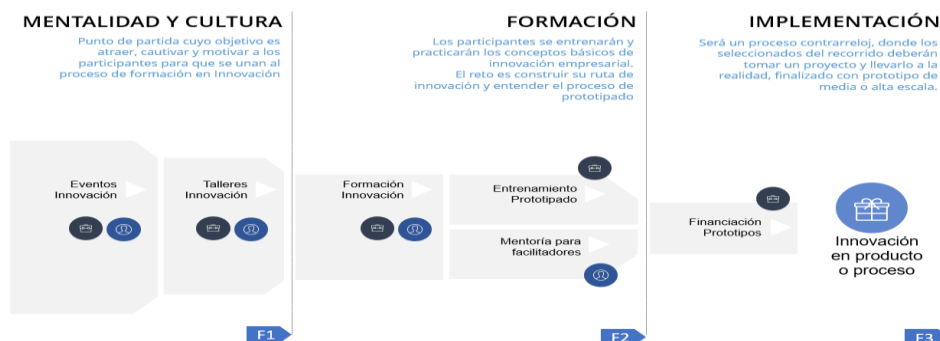 MENTALIDAD Y CULTURA
Punto de partida cuyo objetivo es
atraer, cautivar y motivar a los
participantes para que se unan al
proceso de formación en Innovación
Eventos
Innovación
Talleres
Innovación
F1
FORMACIÓN
Los participantes se entrenarán y
practicarán los conceptos básicos de
innovación empresarial.
El reto es construir su ruta de
innovación y entender el proceso de
prototipado
Formación
Innovación
Entrenamiento
Prototipado
Mentoría para
facilitadores
F2
IMPLEMENTACIÓN
Será un proceso contrarreloj, donde los
seleccionados del recorrido deberán
tomar un proyecto y llevarlo a la
realidad, finalizado con prototipo de
media o alta escala.
Financiación
Prototipos
Innovación
en producto
o proceso
F3